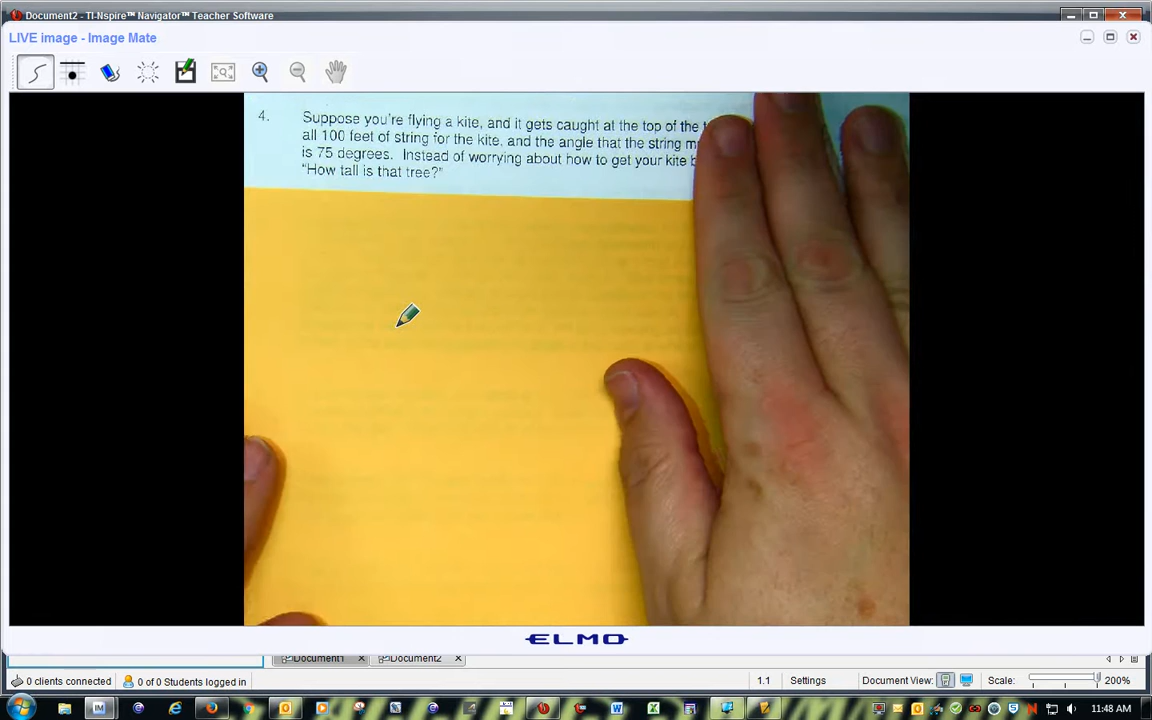 Document2 - TI-Nspire™ Navigator™ Teacher Software
LIVE image - Image Mate
4. Suppose you're flying a kite, and it gets caught at the top of the
all 100 feet of string for the kite, and the angle that the string
is 75 degrees. Instead of worrying about how to get your kite
"How tall is that tree?"
ELMO
Document1 Document2
0 clients connected 0 of 0 Students logged in 1.1 Settings Document View: Scale: 200%
11:48 AM